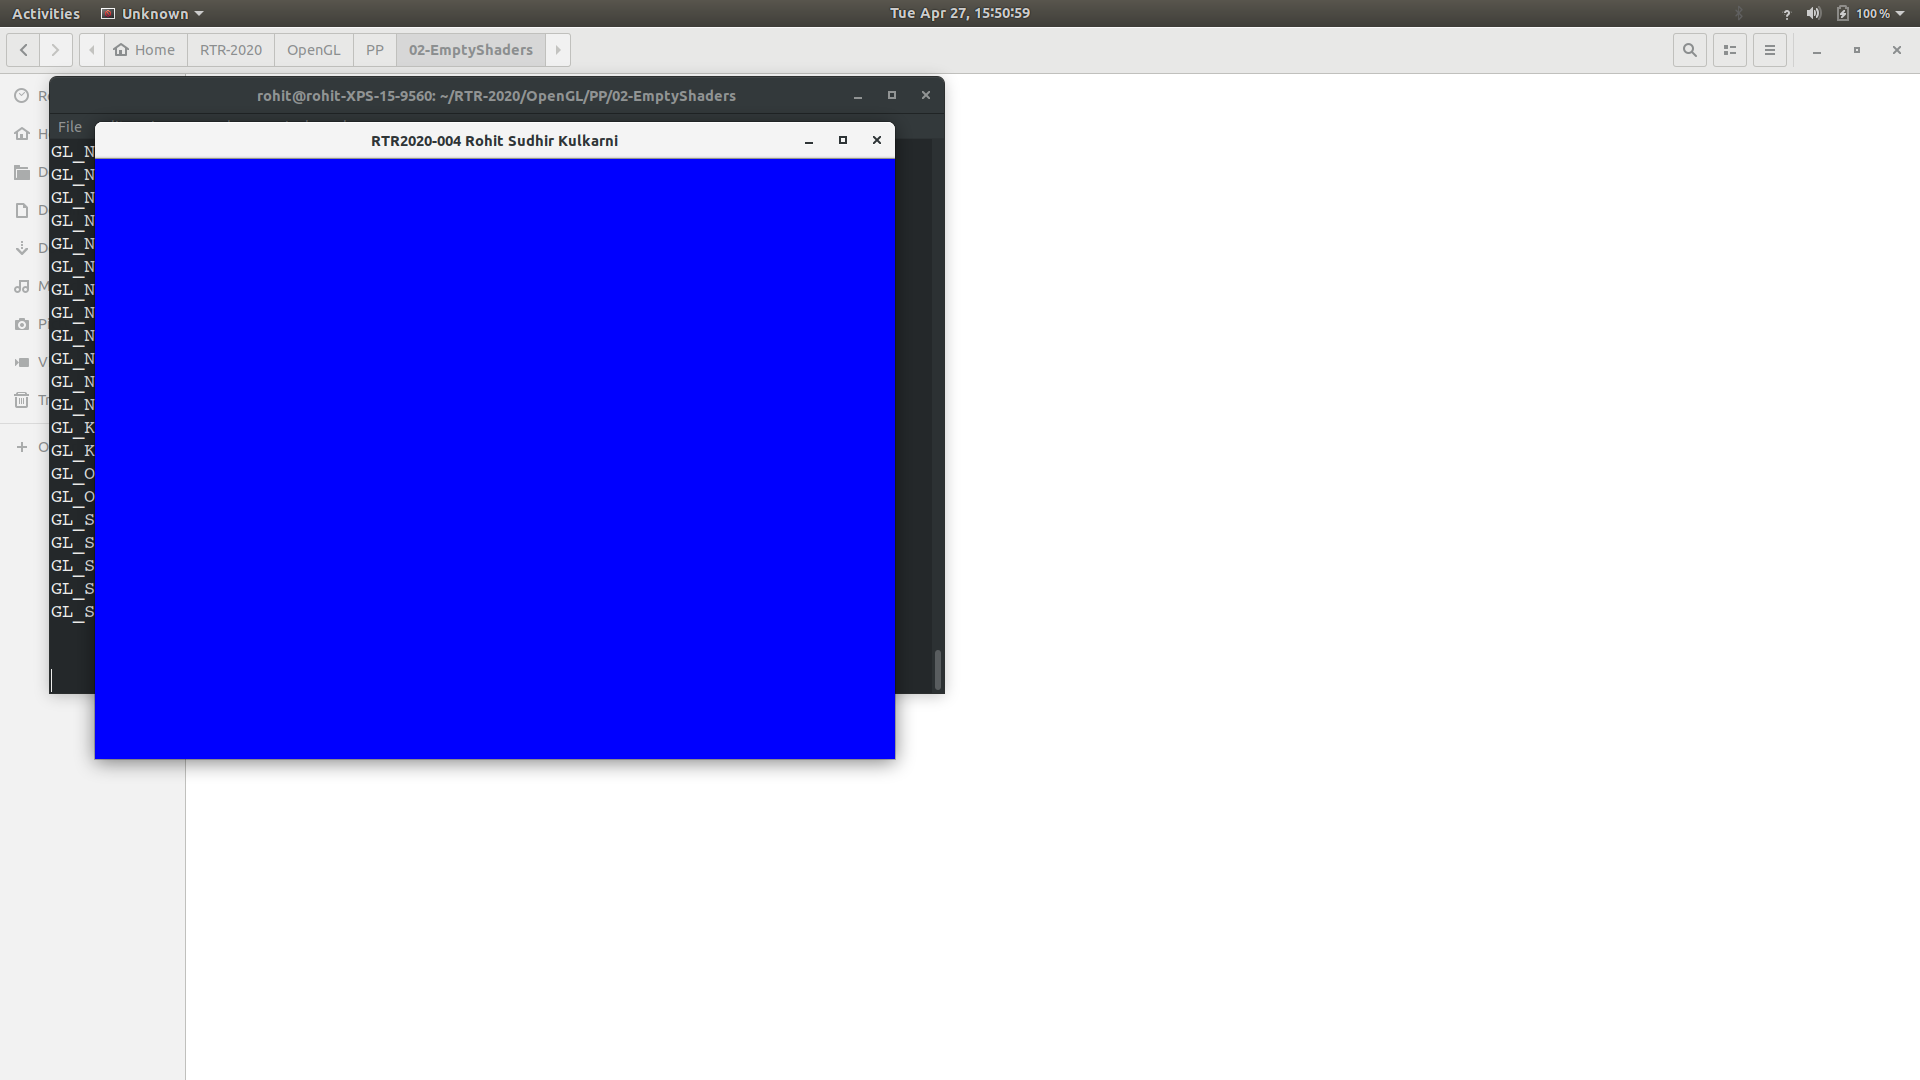 Activities Unknown Tue Apr 27, 15:50:59 ? 100 %
Home RTR-2020 OpenGL PP 02-EmptyShaders
rohit@rohit-XPS-15-9560: ~/RTR-2020/OpenGL/PP/02-EmptyShaders
File
RTR2020-004 Rohit Sudhir Kulkarni
GL_N
GL_N
GL_N
GL_N
GL_N
GL_N
GL_N
GL_N
GL_N
GL_N
GL_N
GL_N
GL_K
GL_K
GL_O
GL_O
GL_S
GL_S
GL_S
GL_S
GL_S